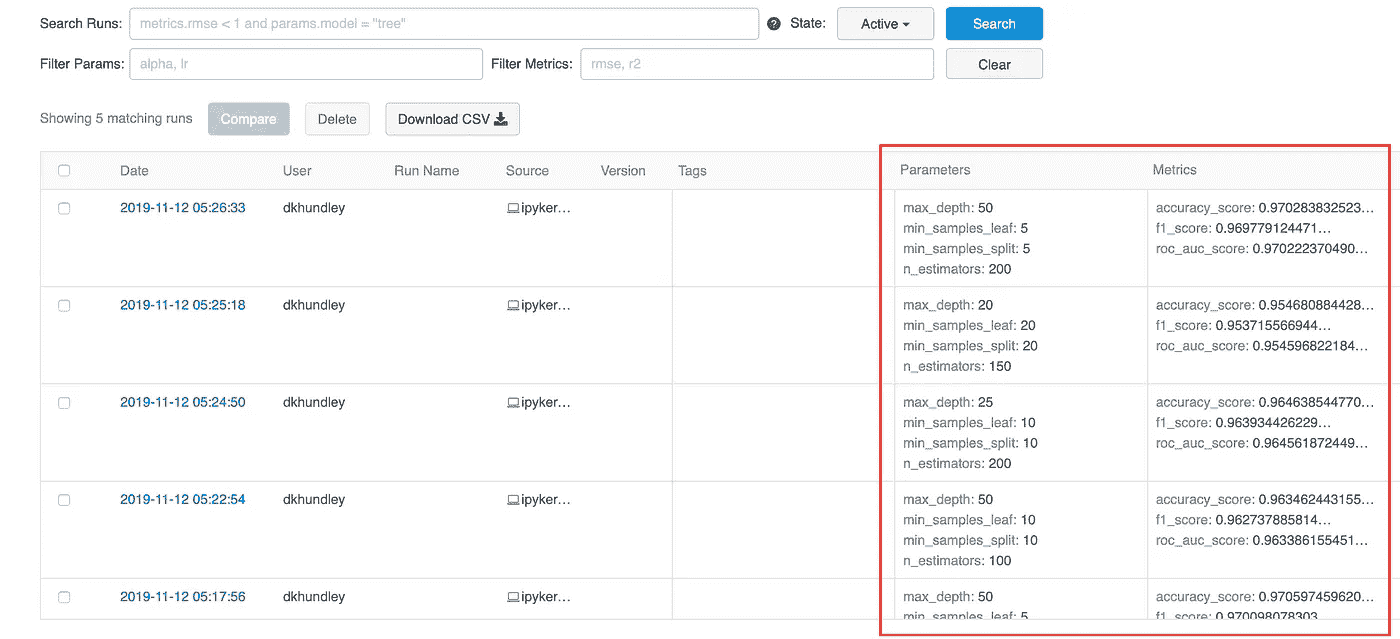 Search Runs: metrics.rmse < 1 and params.model = "tree" ? State: Active Search
Filter Params: alpha, lr Filter Metrics: rmse, r2 Clear
Showing 5 matching runs Compare Delete Download CSV
Date User Run Name Source Version Tags Parameters Metrics
2019-11-12 05:26:33 dkhundley ipyker... max_depth: 50 accuracy_score: 0.970283832523...
min_samples_leaf: 5 f1_score: 0.969779124471...
min_samples_split: 5 roc_auc_score: 0.970222370490...
n_estimators: 200
2019-11-12 05:25:18 dkhundley ipyker... max_depth: 20 accuracy_score: 0.954680884428...
min_samples_leaf: 20 f1_score: 0.953715566944...
min_samples_split: 20 roc_auc_score: 0.954596822184...
n_estimators: 150
2019-11-12 05:24:50 dkhundley ipyker... max_depth: 25 accuracy_score: 0.964638544770...
min_samples_leaf: 10 f1_score: 0.963934426229...
min_samples_split: 10 roc_auc_score: 0.964561872449...
n_estimators: 200
2019-11-12 05:22:54 dkhundley ipyker... max_depth: 50 accuracy_score: 0.963462443155...
min_samples_leaf: 10 f1_score: 0.962737885814...
min_samples_split: 10 roc_auc_score: 0.963386155451...
n_estimators: 100
2019-11-12 05:17:56 dkhundley ipyker... max_depth: 50 accuracy_score: 0.970597459620...
min_samples_leaf: 5 f1_score: 0.970098078303...